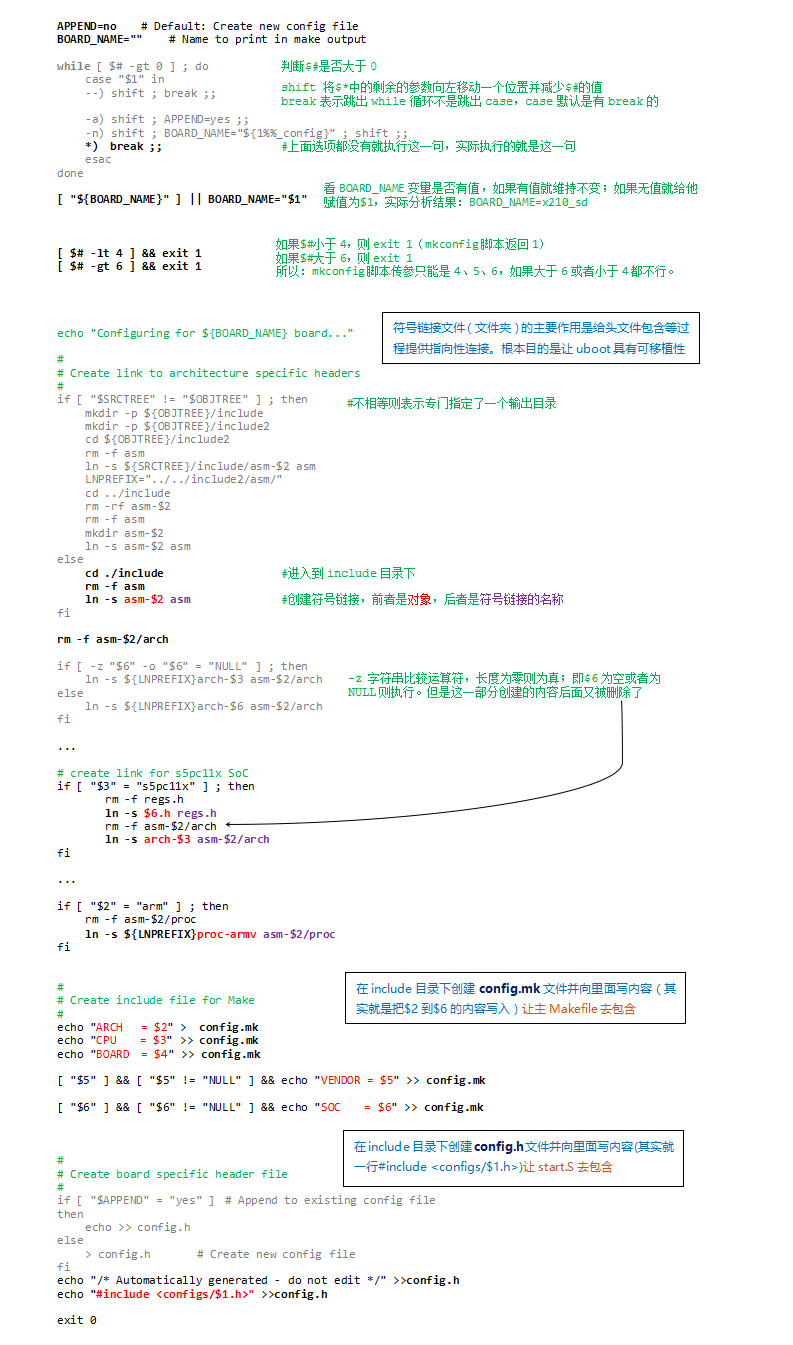 APPEND=no    # Default: Create new config file
BOARD_NAME=""    # Name to print in make output
while [ $# -gt 0 ] ; do    判断$#是否大于 0
case "$1" in
shift 将$*中的剩余的参数向左移动一个位置并减少$#的值
--) shift ; break ;;
break 表示跳出 while 循环不是跳出 case, case 默认是有 break 的
-a) shift ; APPEND=yes ;;
-n) shift ; BOARD_NAME="${1%%_config}" ; shift ;;
*)  break ;;    #上面选项都没有就执行这一句，实际执行的就是这一句
esac
done
看 BOARD_NAME 变量是否有值，如果有值就维持不变；如果无值就给他
[ "${BOARD_NAME}" ] || BOARD_NAME="$1"
赋值为$1，实际分析结果：BOARD_NAME=x210_sd
如果$#小于 4，则 exit 1（mkconfig 脚本返回 1）
[ $# -lt 4 ] && exit 1
如果$#大于 6，则 exit 1
[ $# -gt 6 ] && exit 1
所以：mkconfig 脚本传参只能是 4、5、6，如果大于 6 或者小于 4 都不行。
符号链接文件（文件夹）的主要作用是给头文件包含等过
echo "Configuring for ${BOARD_NAME} board..."
程提供指向性连接。根本目的是让 uboot 具有可移植性
#
# Create link to architecture specific headers
#
if [ "$SRCTREE" != "$OBJTREE" ] ; then    #不相等则表示专门指定了一个输出目录
mkdir -p ${OBJTREE}/include
mkdir -p ${OBJTREE}/include2
cd ${OBJTREE}/include2
rm -f asm
ln -s ${SRCTREE}/include/asm-$2 asm
LNPREFIX="../../include2/asm/"
cd ../include
rm -rf asm-$2
rm -f asm
mkdir asm-$2
ln -s asm-$2 asm
else
cd ./include    #进入到 include 目录下
rm -f asm
ln -s asm-$2 asm    #创建符号链接，前者是对象，后者是符号链接的名称
fi
rm -f asm-$2/arch
if [ -z "$6" -o "$6" = "NULL" ] ; then
ln -s ${LNPREFIX}arch-$3 asm-$2/arch    -z 字符串比较运算符，长度为零则为真；即$6 为空或者为
else    NULL 则执行。但是这一部分创建的内容后面又被删除了
ln -s ${LNPREFIX}arch-$6 asm-$2/arch
fi
...
# create link for s5pc11x SoC
if [ "$3" = "s5pc11x" ] ; then
rm -f regs.h
ln -s $6.h regs.h
rm -f asm-$2/arch
ln -s arch-$3 asm-$2/arch
fi
...
if [ "$2" = "arm" ] ; then
rm -f asm-$2/proc
ln -s ${LNPREFIX}proc-armv asm-$2/proc
fi
在 include 目录下创建 config.mk 文件并向里面写内容（其
实就是把$2 到$6 的内容写入）让主 Makefile 去包含
#
# Create include file for Make
#
echo "ARCH   = $2" >  config.mk
echo "CPU    = $3" >> config.mk
echo "BOARD  = $4" >> config.mk
[ "$5" ] && [ "$5" != "NULL" ] && echo "VENDOR = $5" >> config.mk
[ "$6" ] && [ "$6" != "NULL" ] && echo "SOC    = $6" >> config.mk
在 include 目录下创建 config.h 文件并向里面写内容(其实就
一行#include <configs/$1.h>)让 start.S 去包含
#
# Create board specific header file
#
if [ "$APPEND" = "yes" ]  # Append to existing config file
then
echo >> config.h
else
> config.h    # Create new config file
fi
echo "/* Automatically generated - do not edit */" >>config.h
echo "#include <configs/$1.h>" >>config.h
exit 0